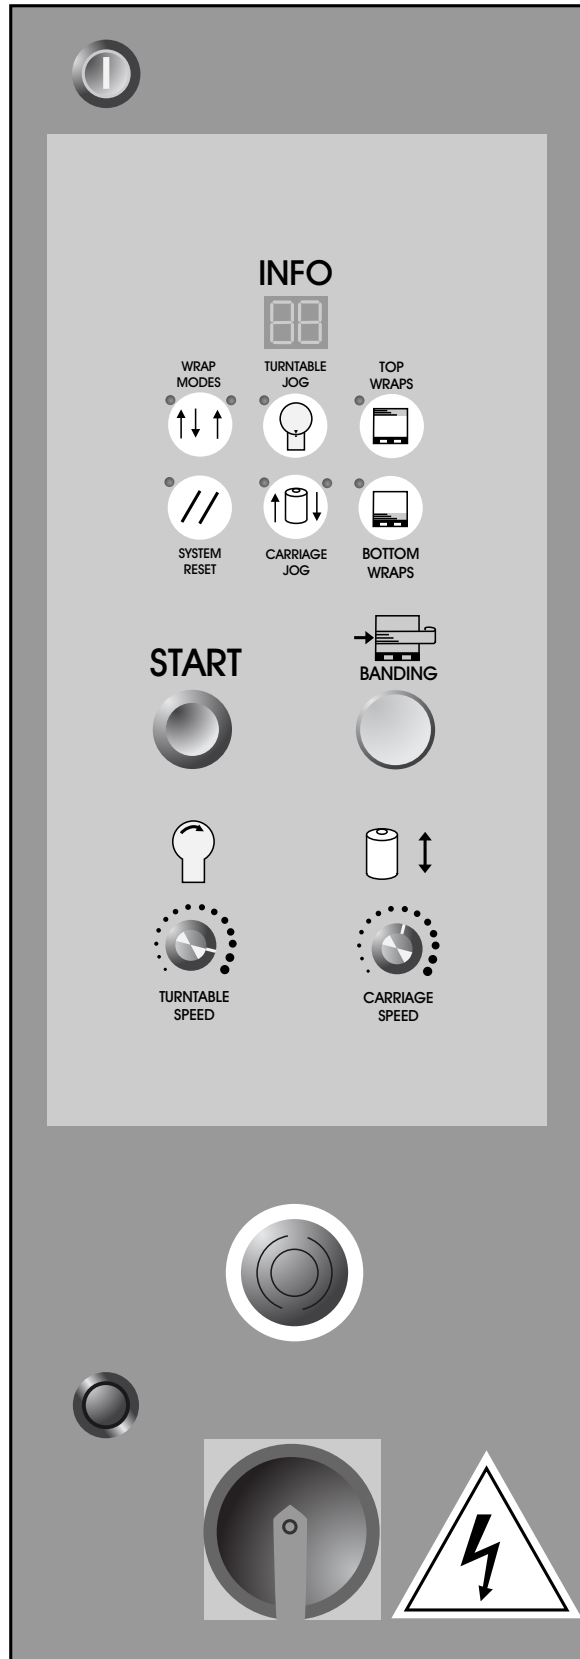 INFO
88
WRAP
MODES
TURNTABLE
JOG
TOP
WRAPS
SYSTEM
RESET
CARRIAGE
JOG
BOTTOM
WRAPS
START
BANDING
TURNTABLE
SPEED
CARRIAGE
SPEED